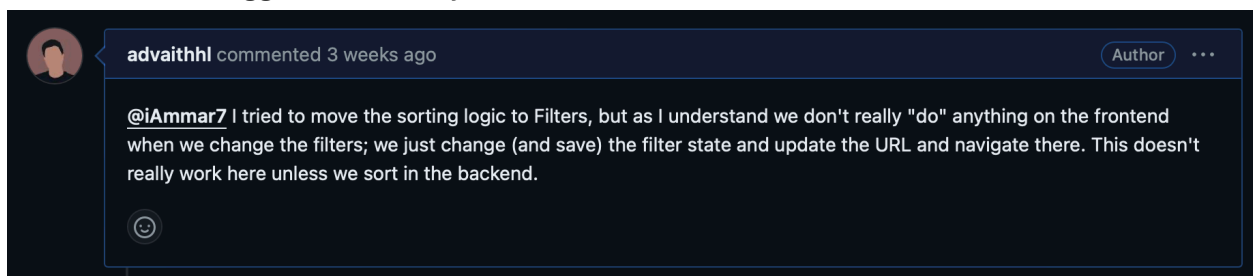 advaithhl commented 3 weeks ago
Author
@iAmmar7 I tried to move the sorting logic to Filters, but as I understand we don't really "do" anything on the frontend
when we change the filters; we just change (and save) the filter state and update the URL and navigate there. This doesn't
really work here unless we sort in the backend.